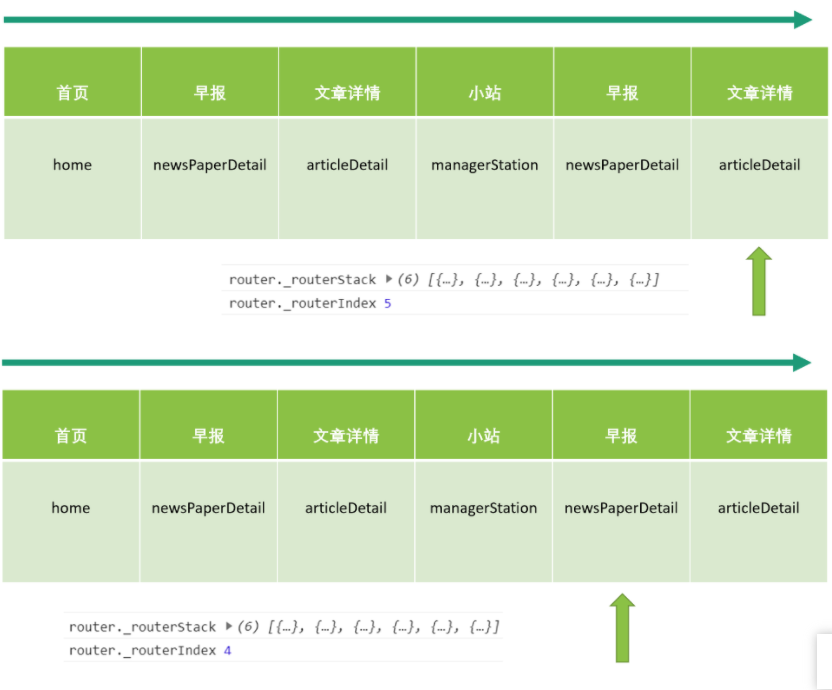 首页 早报 文章详情 小站 早报 文章详情
home newsPaperDetail articleDetail managerStation newsPaperDetail articleDetail
router._routerStack ▶ (6) [{…}, {…}, {…}, {…}, {…}, {…}]
router._routerIndex 5
首页 早报 文章详情 小站 早报 文章详情
home newsPaperDetail articleDetail managerStation newsPaperDetail articleDetail
router._routerStack ▶ (6) [{…}, {…}, {…}, {…}, {…}, {…}]
router._routerIndex 4